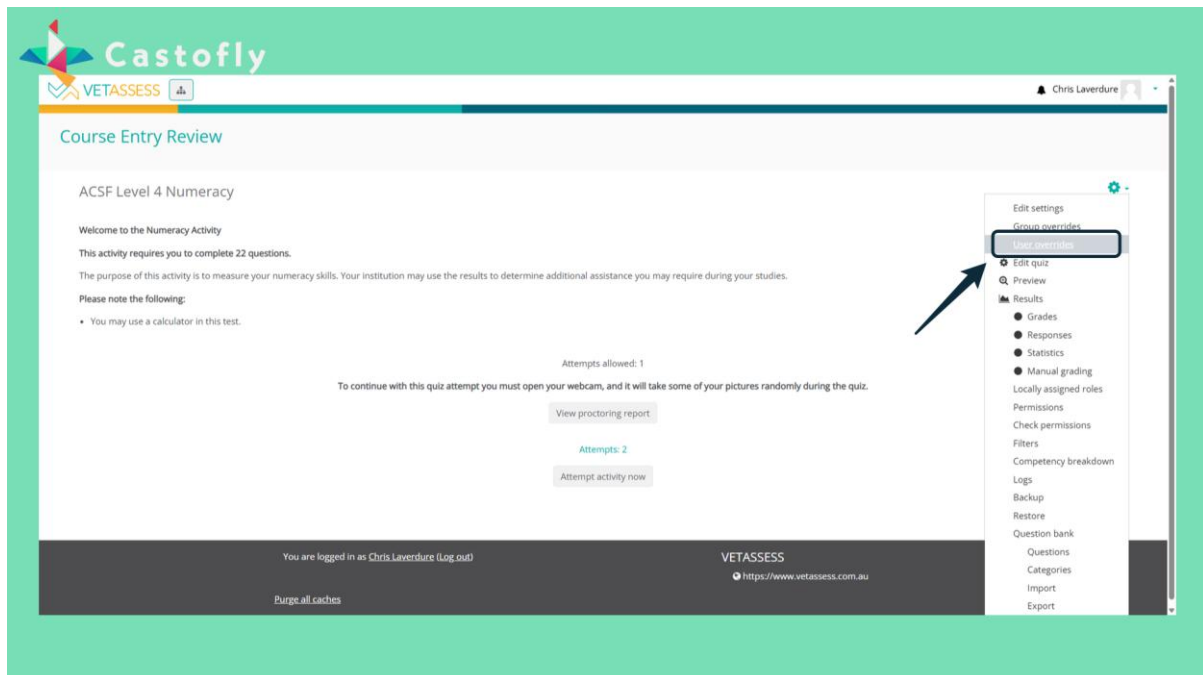 Castofly
VETASSESS
Chris Laverdure
Course Entry Review
ACSF Level 4 Numeracy
Welcome to the Numeracy Activity
This activity requires you to complete 22 questions.
The purpose of this activity is to measure your numeracy skills. Your institution may use the results to determine additional assistance you may require during your studies.
Please note the following:
• You may use a calculator in this test.
Attempts allowed: 1
To continue with this quiz attempt you must open your webcam, and it will take some of your pictures randomly during the quiz.
View proctoring report
Attempts: 2
Attempt activity now
Edit settings
Group overrides
User overrides
Edit quiz
Preview
Results
Grades
Responses
Statistics
Manual grading
Locally assigned roles
Permissions
Check permissions
Filters
Competency breakdown
Logs
Backup
Restore
Question bank
Questions
Categories
Import
Export
You are logged in as Chris Laverdure (Log out)
Purge all caches
VETASSESS
https://www.vetassess.com.au